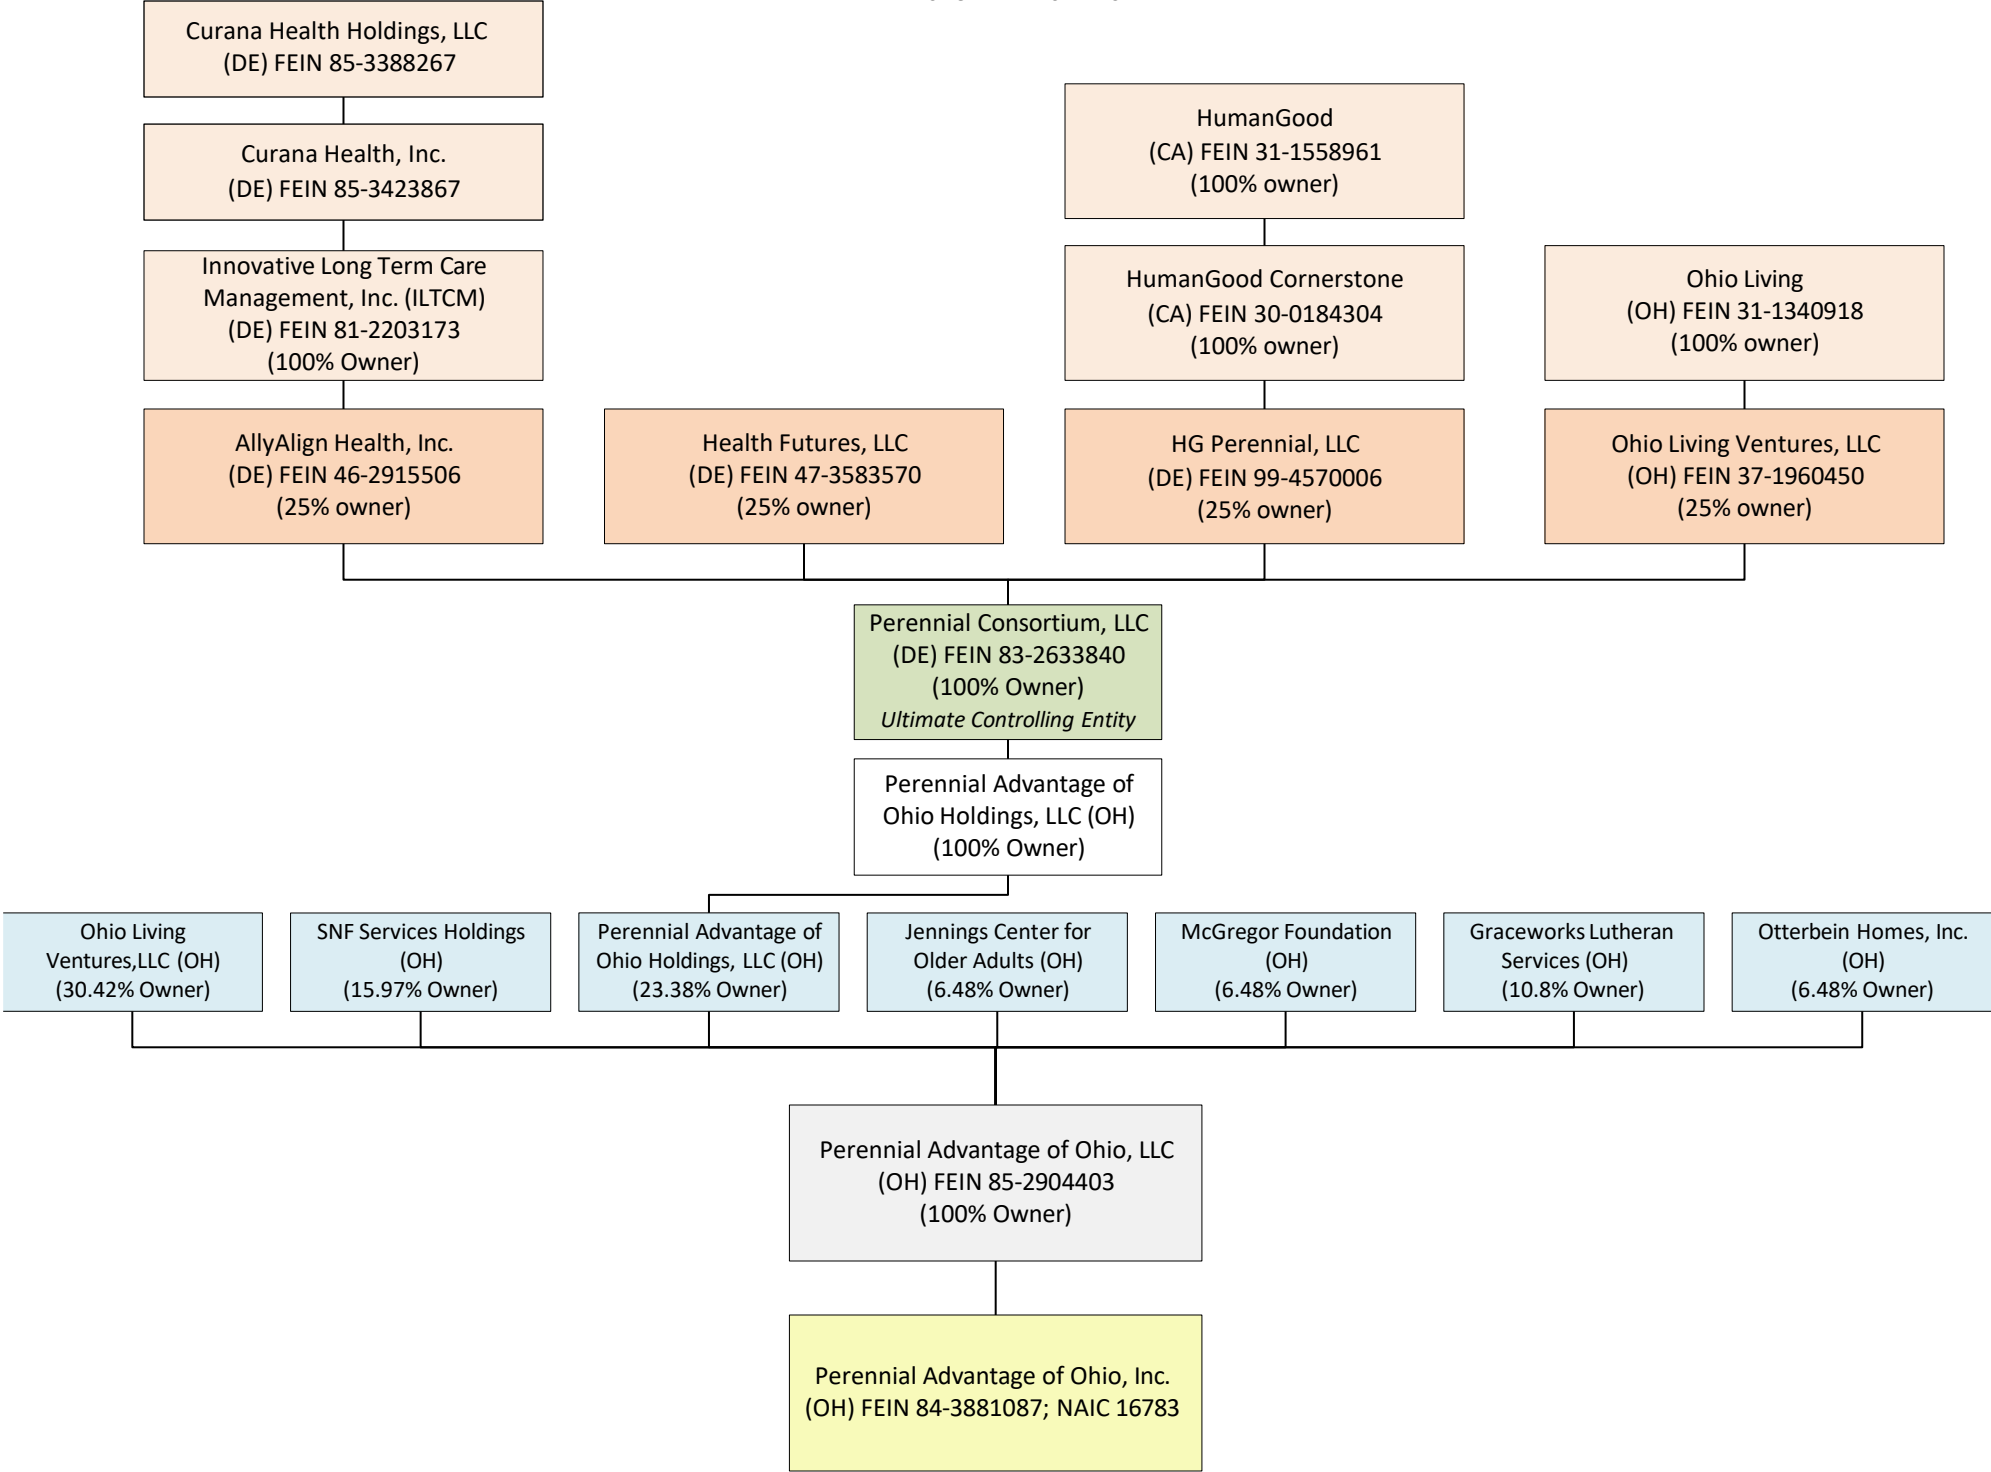 Curana Health Holdings, LLC
(DE) FEIN 85-3388267
Curana Health, Inc.
(DE) FEIN 85-3423867
Innovative Long Term Care
Management, Inc. (ILTCM)
(DE) FEIN 81-2203173
(100% Owner)
HumanGood
(CA) FEIN 31-1558961
(100% owner)
HumanGood Cornerstone
(CA) FEIN 30-0184304
(100% owner)
Ohio Living
(OH) FEIN 31-1340918
(100% owner)
AllyAlign Health, Inc.
(DE) FEIN 46-2915506
(25% owner)
Health Futures, LLC
(DE) FEIN 47-3583570
(25% owner)
HG Perennial, LLC
(DE) FEIN 99-4570006
(25% owner)
Ohio Living Ventures, LLC
(OH) FEIN 37-1960450
(25% owner)
Perennial Consortium, LLC
(DE) FEIN 83-2633840
(100% Owner)
Ultimate Controlling Entity
Perennial Advantage of
Ohio Holdings, LLC (OH)
(100% Owner)
Ohio Living
Ventures,LLC (OH)
(30.42% Owner)
SNF Services Holdings
(OH)
(15.97% Owner)
Perennial Advantage of
Ohio Holdings, LLC (OH)
(23.38% Owner)
Jennings Center for
Older Adults (OH)
(6.48% Owner)
McGregor Foundation
(OH)
(6.48% Owner)
Graceworks Lutheran
Services (OH)
(10.8% Owner)
Otterbein Homes, Inc.
(OH)
(6.48% Owner)
Perennial Advantage of Ohio, LLC
(OH) FEIN 85-2904403
(100% Owner)
Perennial Advantage of Ohio, Inc.
(OH) FEIN 84-3881087; NAIC 16783